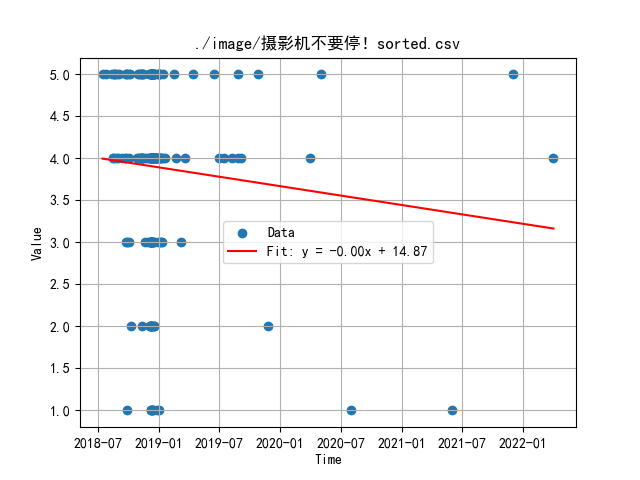 ./image/摄影机不要停！sorted.csv
5.0
4.5
4.0
3.5
3.0
2.5
2.0
1.5
1.0
Value
Data
Fit: y = -0.00x + 14.87
2018-07 2019-01 2019-07 2020-01 2020-07 2021-01 2021-07 2022-01
Time